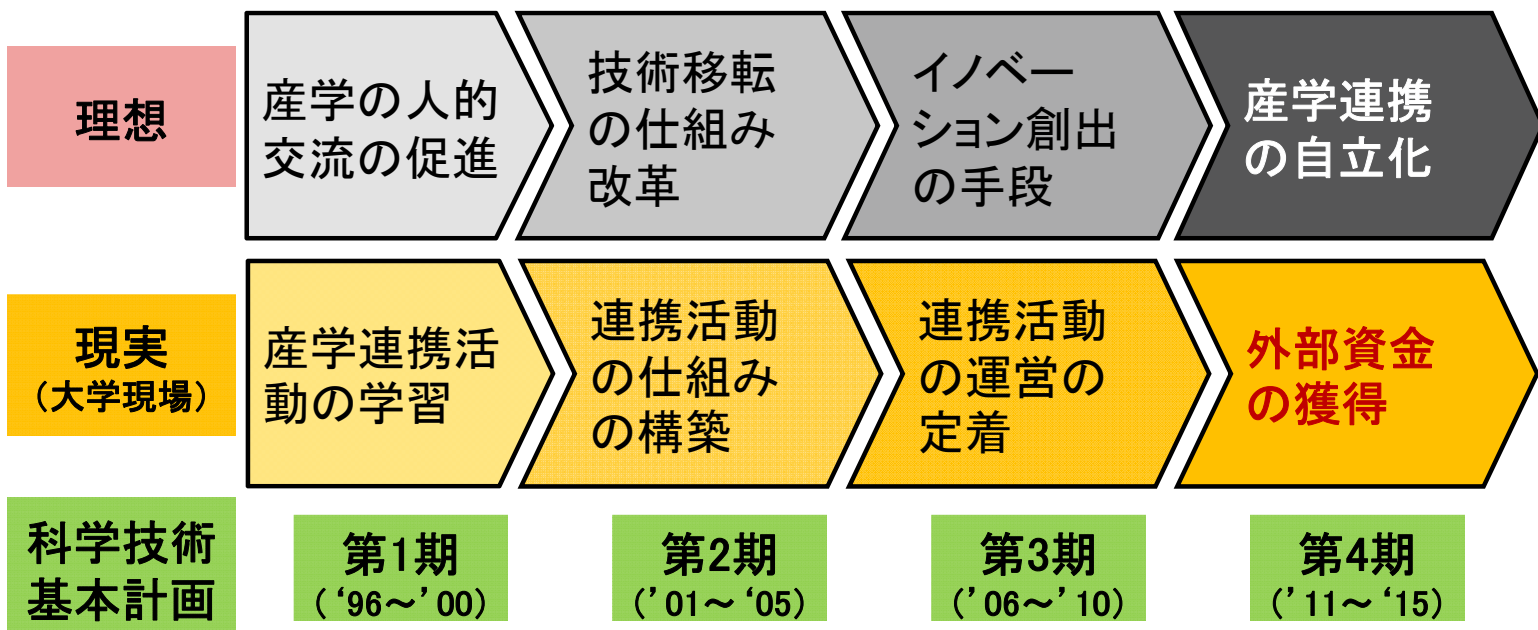 理想
産学の人的
交流の促進
技術移転
の仕組み
改革
イノベー
ション創出
の手段
産学連携
の自立化
現実
(大学現場)
産学連携活
動の学習
連携活動
の仕組み
の構築
連携活動
の運営の
定着
外部資金
の獲得
科学技術
基本計画
第1期
(‘96～’00)
第2期
(’01～‘05)
第3期
(’06～’10)
第4期
(’11～‘15)